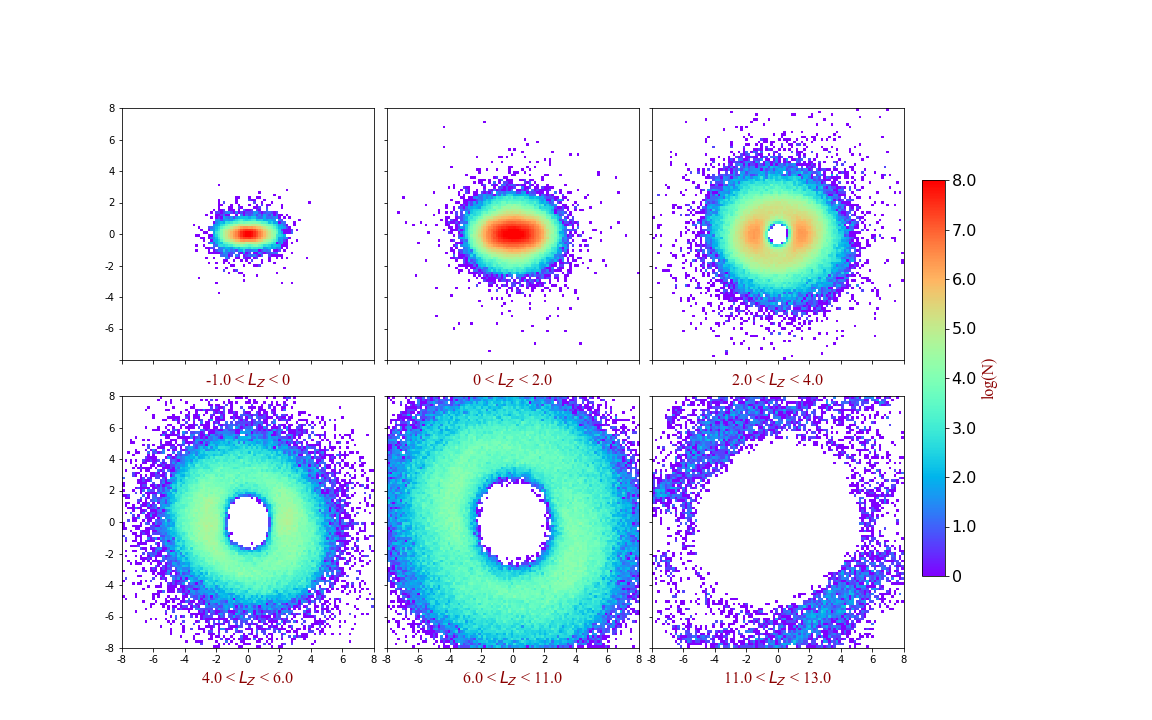 8
6
4
2
0
-2
-4
-6
-1.0 < L_Z < 0
0 < L_Z < 2.0
2.0 < L_Z < 4.0
8.0
7.0
6.0
5.0
4.0
3.0
2.0
1.0
0
log(N)
8
6
4
2
0
-2
-4
-6
-8
-8 -6 -4 -2 0 2 4 6 8
-6 -4 -2 0 2 4 6 8
-8 -6 -4 -2 0 2 4 6 8
4.0 < L_Z < 6.0
6.0 < L_Z < 11.0
11.0 < L_Z < 13.0